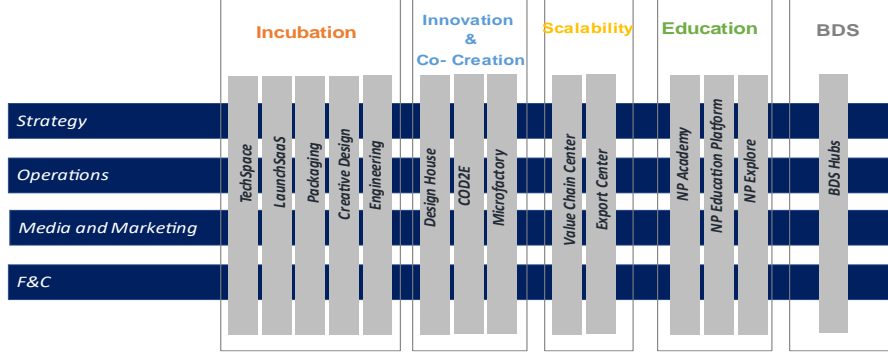 Incubation
Innovation
&
Co- Creation
Scalability
Education
BDS
Strategy
Operations
Media and Marketing
F&C
TechSpace
LaunchSaaS
Packaging
Creative Design
Engineering
Design House
COD2E
Microfactory
Value Chain Center
Export Center
NP Academy
NP Education Platform
NP Explore
BDS Hubs